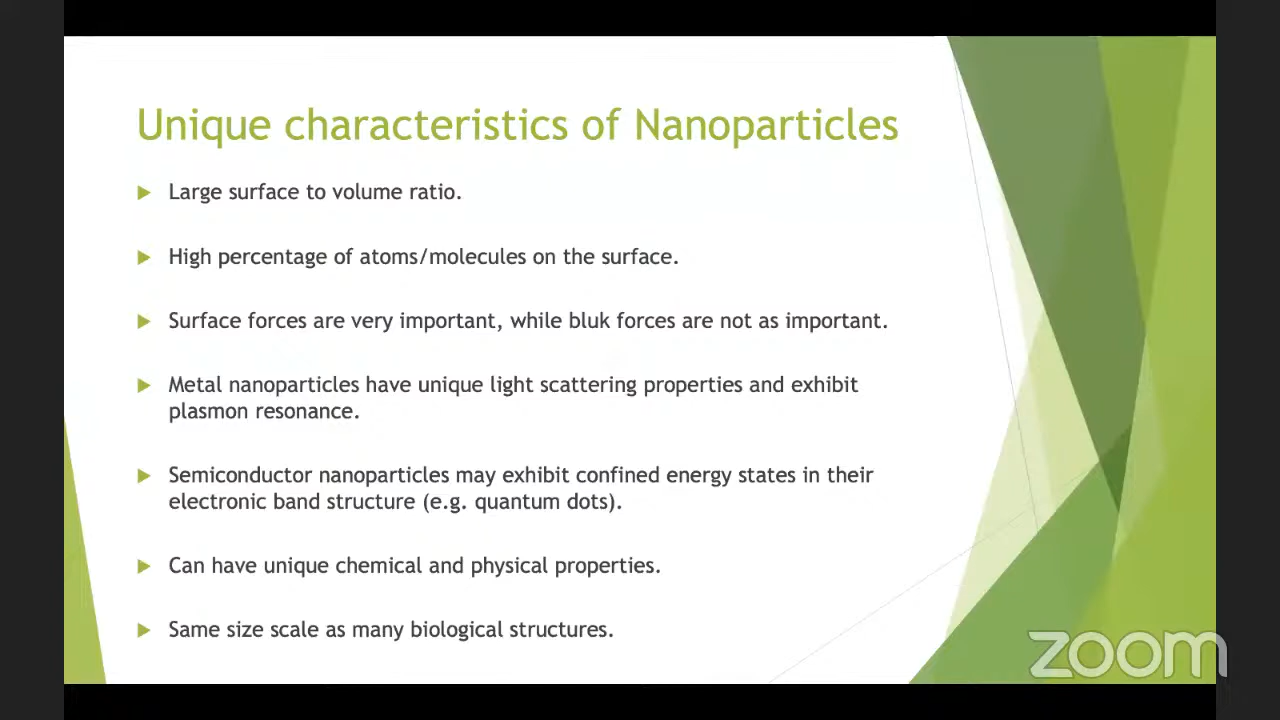 Unique characteristics of Nanoparticles
Large surface to volume ratio.
High percentage of atoms/molecules on the surface.
Surface forces are very important, while bluk forces are not as important.
Metal nanoparticles have unique light scattering properties and exhibit
plasmon resonance.
Semiconductor nanoparticles may exhibit confined energy states in their
electronic band structure (e.g. quantum dots).
Can have unique chemical and physical properties.
Same size scale as many biological structures.
zoom